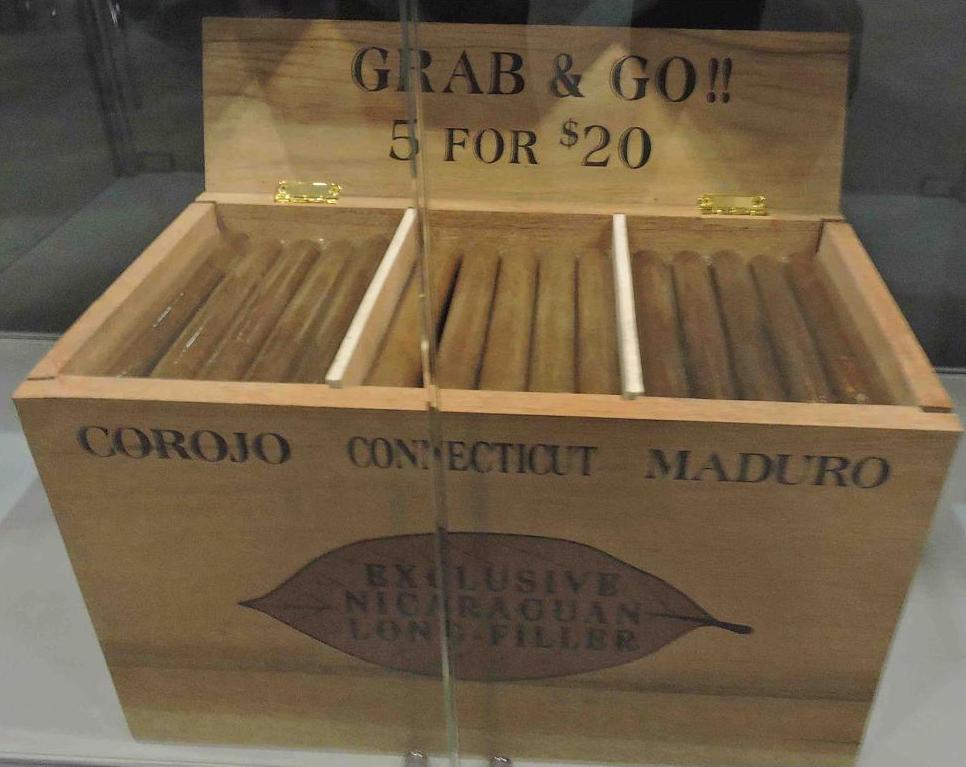 GRAB & GO!!
5 FOR $20
COROJO CONNECTICUT MADURO
EXCLUSIVE
NICARAGUAN
LONG-FILLER